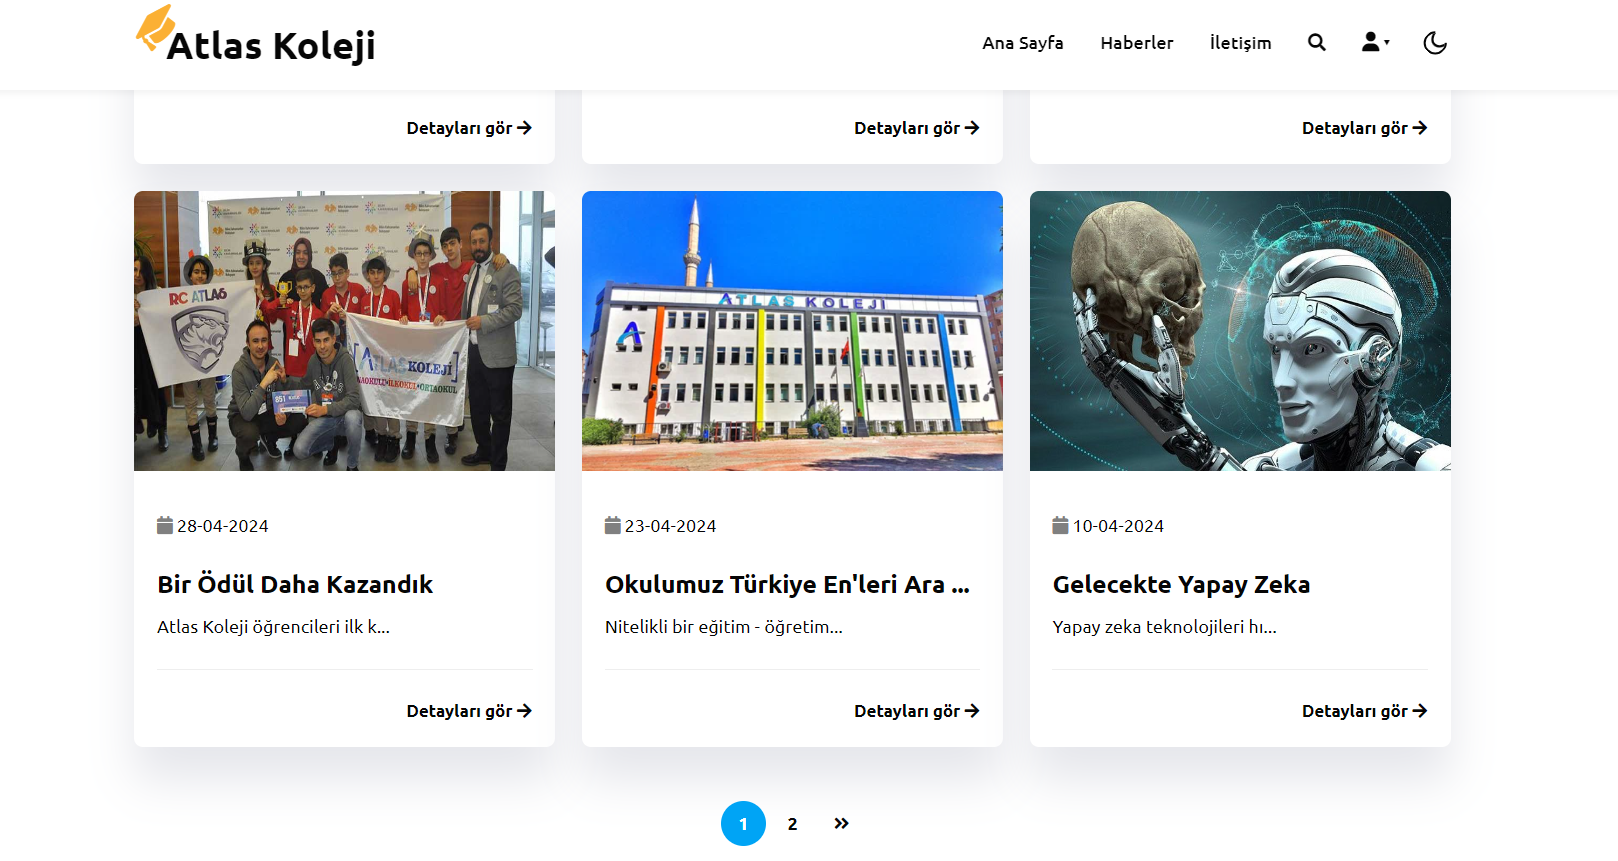 Atlas Koleji
Ana Sayfa
Haberler
İletişim
Detayları gör
Detayları gör
Detayları gör
RC ATLAS
ATLAS KOLEJİ
ANAOKULU•İLKOKUL•ORTAOKUL
851
ATLAS KOLEJİ
28-04-2024
Bir Ödül Daha Kazandık
Atlas Koleji öğrencileri ilk k...
Detayları gör
23-04-2024
Okulumuz Türkiye En'leri Ara ...
Nitelikli bir eğitim - öğretim...
Detayları gör
10-04-2024
Gelecekte Yapay Zeka
Yapay zeka teknolojileri hı...
Detayları gör
1 2 »